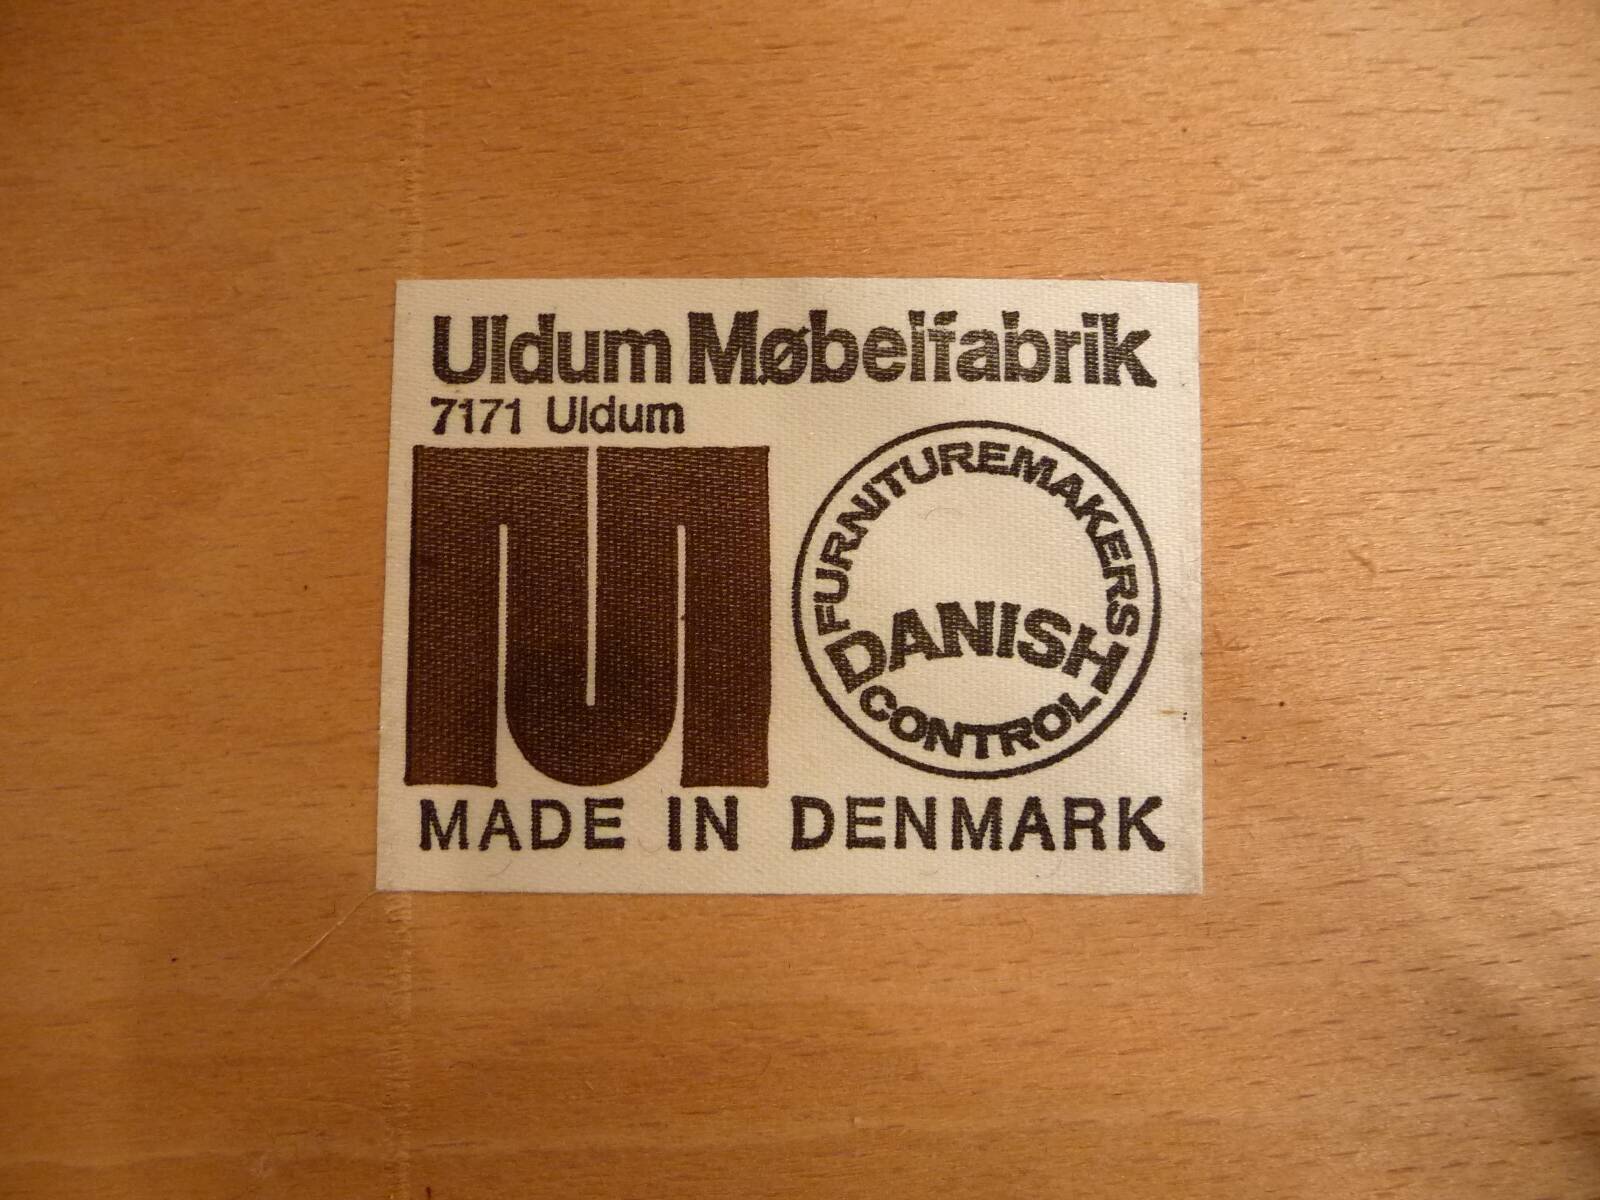 Uldum Møbelfabrik
7171 Uldum
FURNITUREMAKERS
DANISH
CONTROL
MADE IN DENMARK